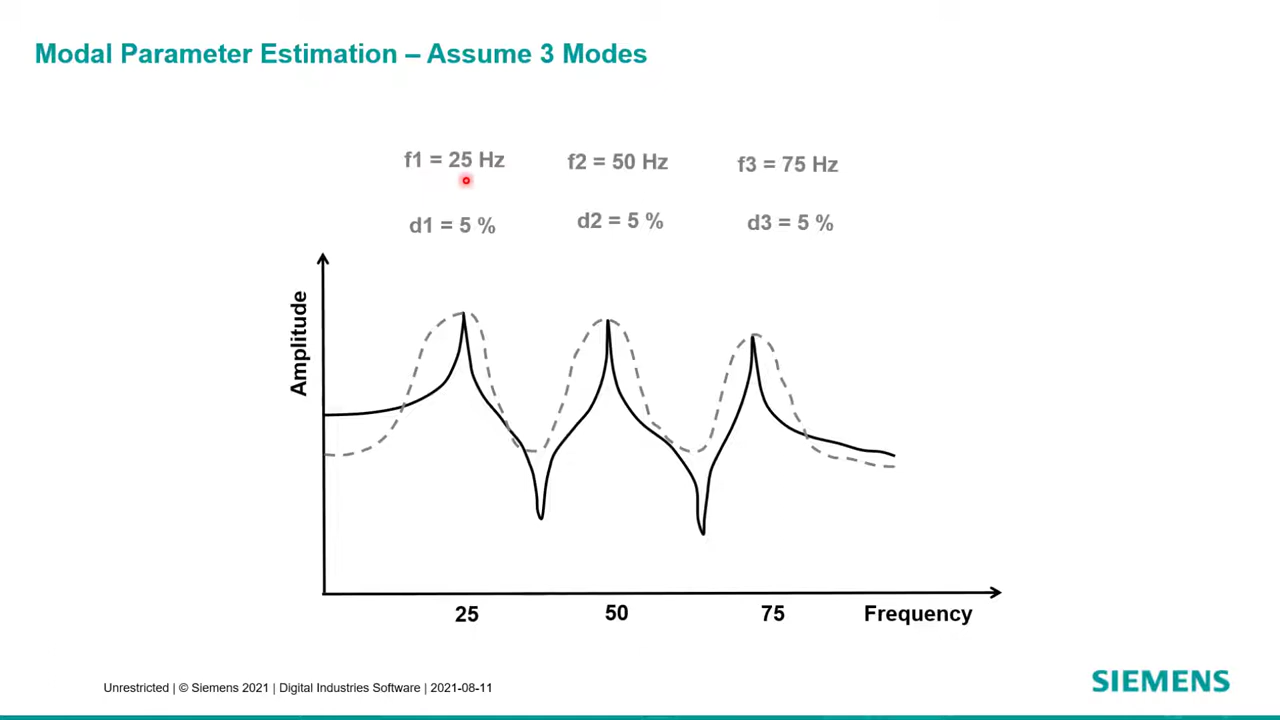 Modal Parameter Estimation – Assume 3 Modes
f1 = 25 Hz
f2 = 50 Hz
f3 = 75 Hz
d1 = 5 %
d2 = 5 %
d3 = 5 %
Amplitude
25
50
75
Frequency
Unrestricted | © Siemens 2021 | Digital Industries Software | 2021-08-11
SIEMENS